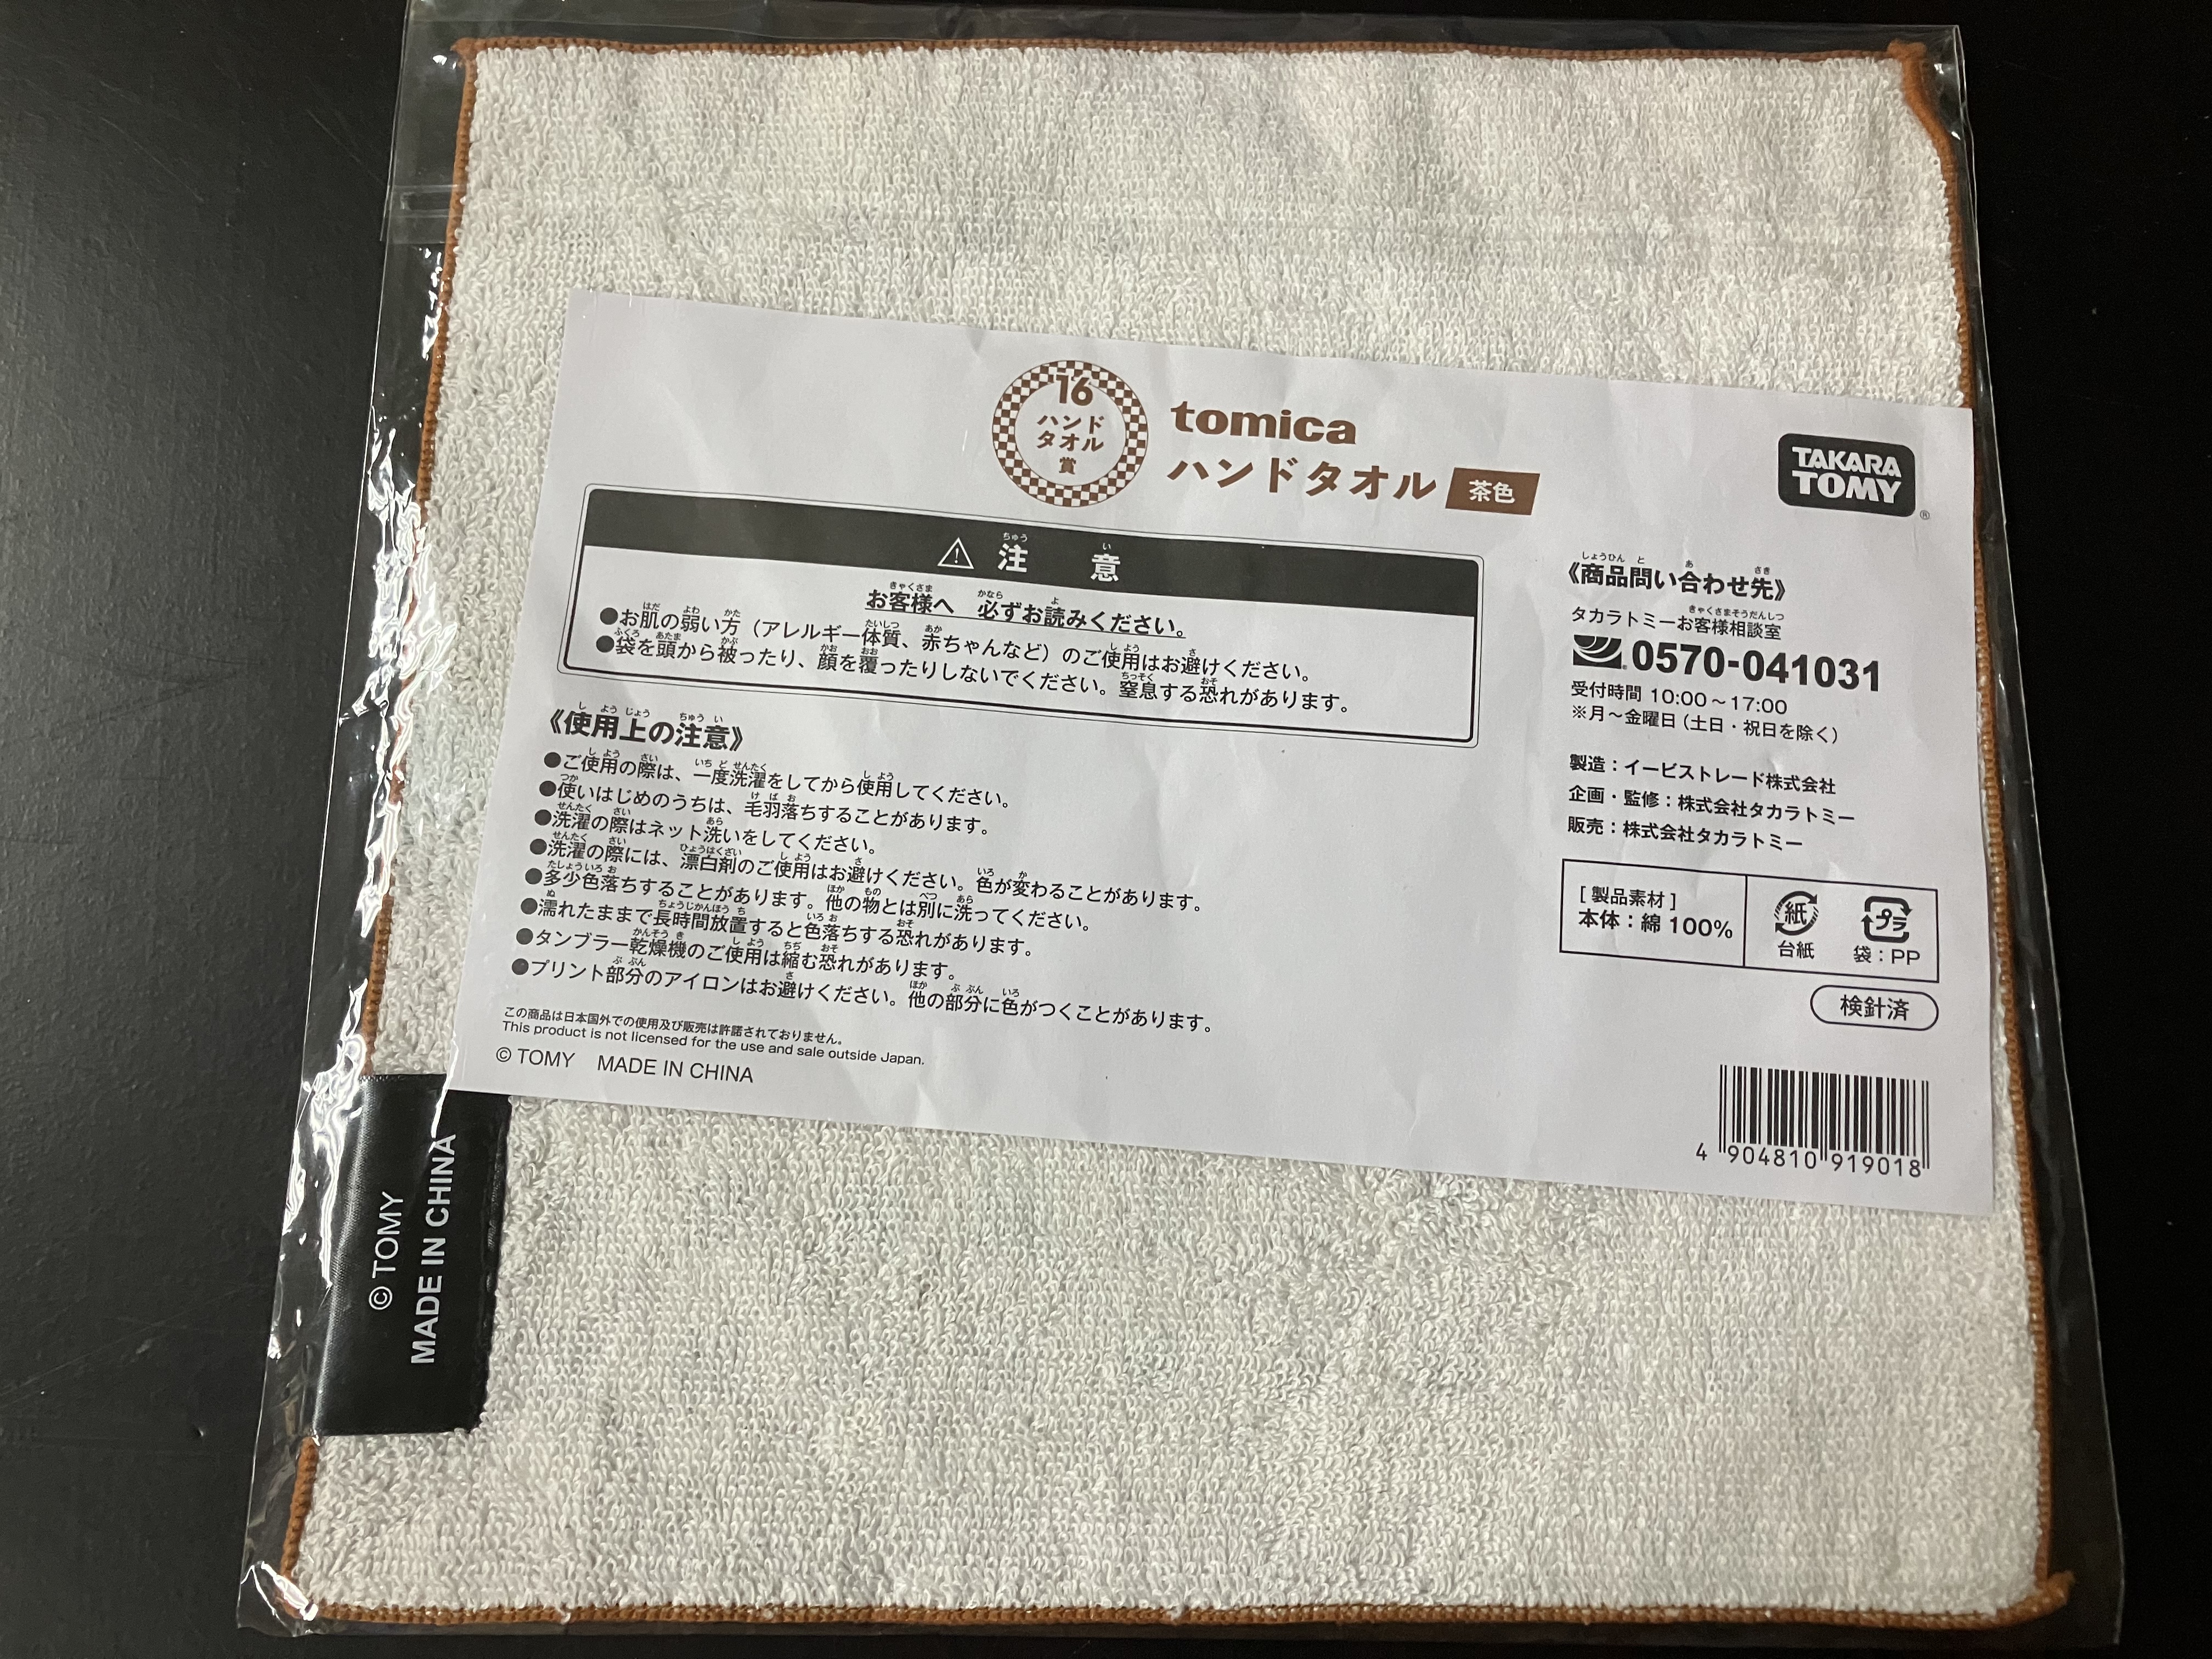 16
ハンド
タオル
賞
tomica
ハンドタオル 茶色
TAKARA
TOMY
®
⚠ 注意
お客様へ 必ずお読みください。
●お肌の弱い方(アレルギー体質、赤ちゃんなど)のご使用はお避けください。
●袋を頭から被ったり、顔を覆ったりしないでください。窒息する恐れがあります。
《使用上の注意》
●ご使用の際は、一度洗濯をしてから使用してください。
●使いはじめのうちは、毛羽落ちすることがあります。
●洗濯の際はネット洗いをしてください。
●洗濯の際には、漂白剤のご使用はお避けください。色が変わることがあります。
●多少色落ちすることがあります。他の物とは別に洗ってください。
●濡れたままで長時間放置すると色落ちする恐れがあります。
●タンブラー乾燥機のご使用は縮む恐れがあります。
●プリント部分のアイロンはお避けください。他の部分に色がつくことがあります。
この商品は日本国外での使用及び販売は許諾されておりません。
This product is not licensed for the use and sale outside Japan.
© TOMY MADE IN CHINA
《商品問い合わせ先》
タカラトミーお客様相談室
0570-041031
受付時間 10:00～17:00
※月～金曜日(土日・祝日を除く)
製造:イービストレード株式会社
企画・監修:株式会社タカラトミー
販売:株式会社タカラトミー
[製品素材]
本体:綿 100%
紙
台紙
プラ
袋:PP
検針済
4 904810 919018
© TOMY
MADE IN CHINA